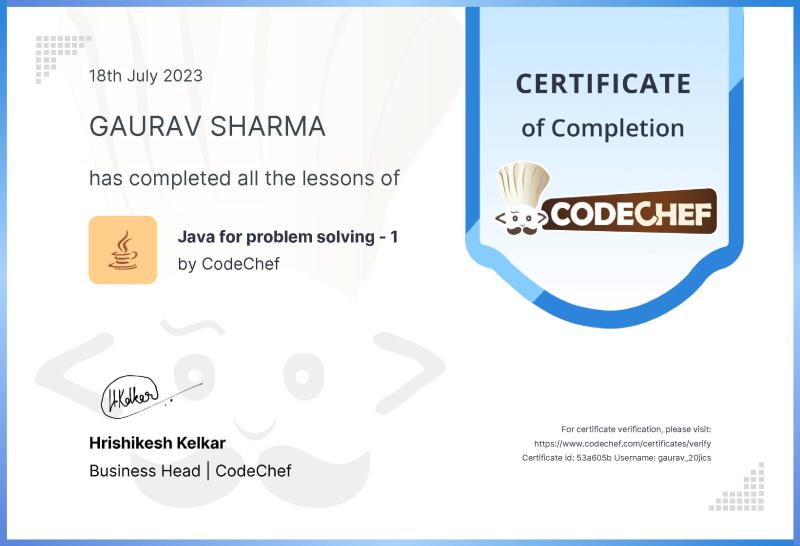 18th July 2023
GAURAV SHARMA
has completed all the lessons of
Java for problem solving - 1
by CodeChef
CERTIFICATE
of Completion
CODECHEF
H.Kelkar
Hrishikesh Kelkar
Business Head | CodeChef
For certificate verification, please visit:
https://www.codechef.com/certificates/verify
Certificate id: 53a605b Username: gaurav_20jics